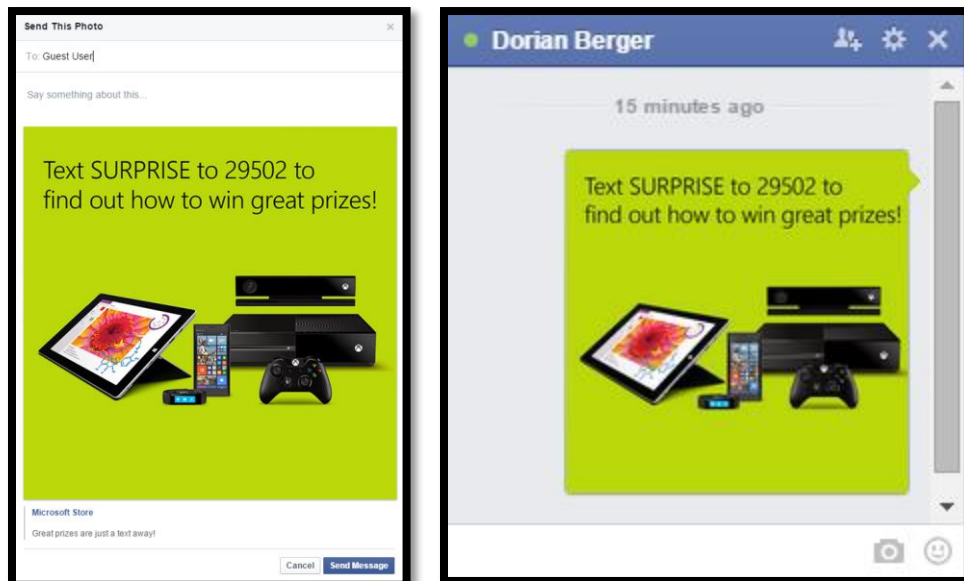 Send This Photo
To: Guest User
Say something about this...
Text SURPRISE to 29502 to
find out how to win great prizes!
Microsoft Store
Great prizes are just a text away!
Cancel Send Message
Dorian Berger
15 minutes ago
Text SURPRISE to 29502 to
find out how to win great prizes!